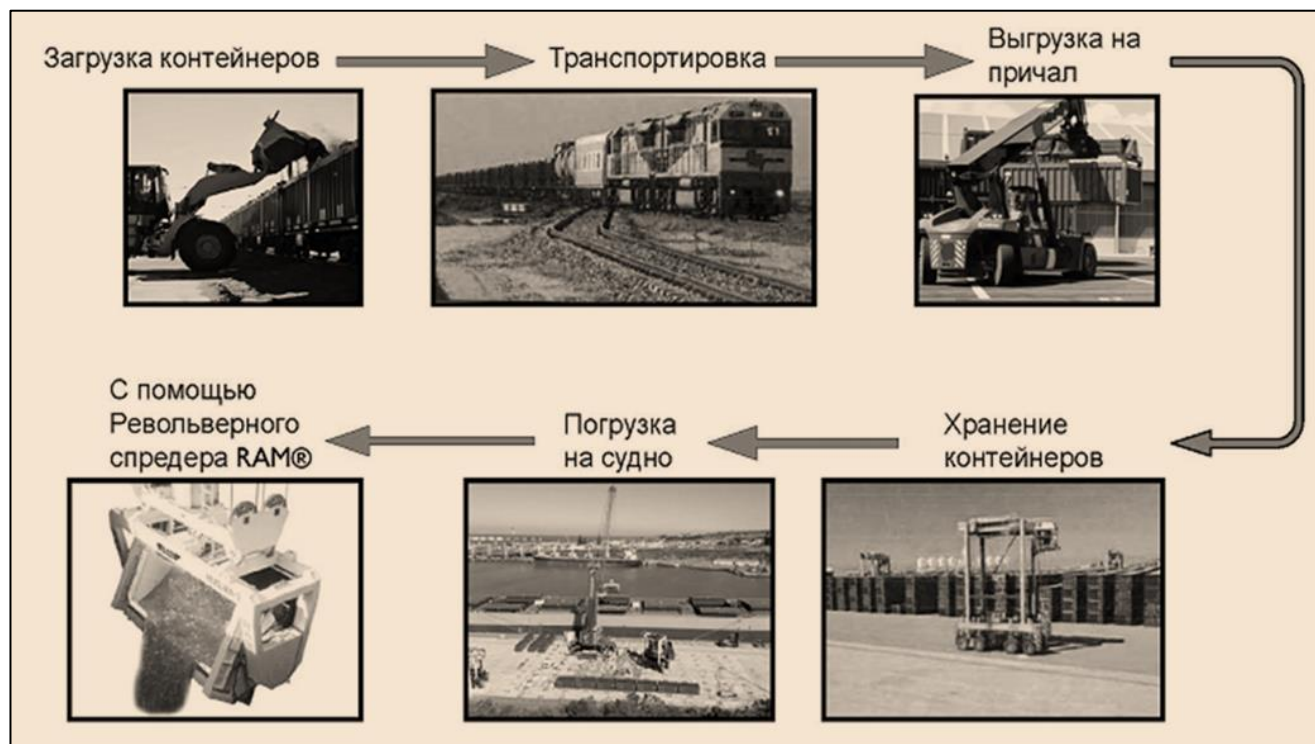 Загрузка контейнеров
Транспортировка
Выгрузка на
причал
С помощью
Револьверного
спредера RAM®
Погрузка
на судно
Хранение
контейнеров